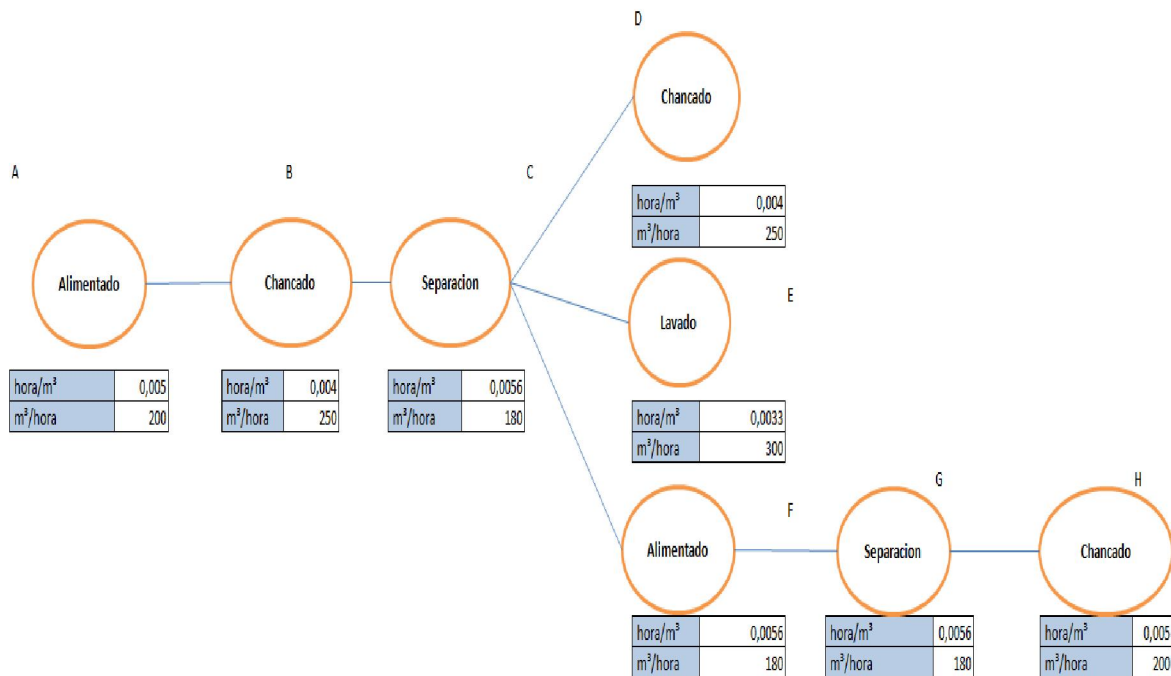 D
Chancado
hora/m³ 0,004
m³/hora 250
A
Alimentado
hora/m³ 0,005
m³/hora 200
B
Chancado
hora/m³ 0,004
m³/hora 250
C
Separacion
hora/m³ 0,0056
m³/hora 180
E
Lavado
hora/m³ 0,0033
m³/hora 300
F
Alimentado
hora/m³ 0,0056
m³/hora 180
G
Separacion
hora/m³ 0,0056
m³/hora 180
H
Chancado
hora/m³ 0,005
m³/hora 200